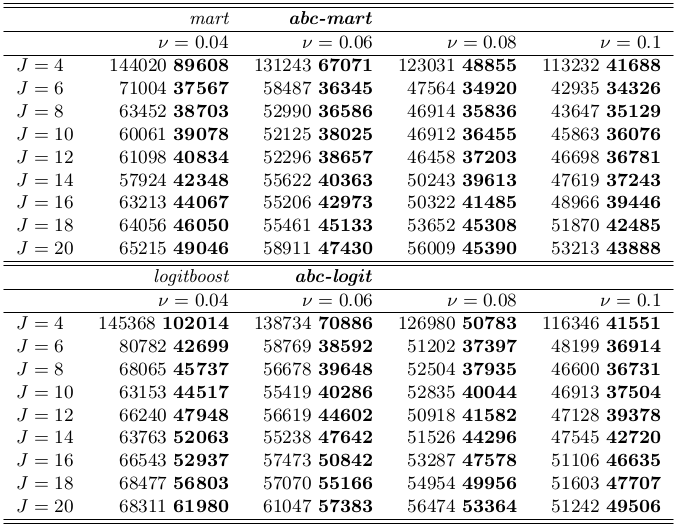 mart abc-mart
ν = 0.04 ν = 0.06 ν = 0.08 ν = 0.1
J = 4 144020 89608 131243 67071 123031 48855 113232 41688
J = 6 71004 37567 58487 36345 47564 34920 42935 34326
J = 8 63452 38703 52990 36586 46914 35836 43647 35129
J = 10 60061 39078 52125 38025 46912 36455 45863 36076
J = 12 61098 40834 52296 38657 46458 37203 46698 36781
J = 14 57924 42348 55622 40363 50243 39613 47619 37243
J = 16 63213 44067 55206 42973 50322 41485 48966 39446
J = 18 64056 46050 55461 45133 53652 45308 51870 42485
J = 20 65215 49046 58911 47430 56009 45390 53213 43888
logitboost abc-logit
ν = 0.04 ν = 0.06 ν = 0.08 ν = 0.1
J = 4 145368 102014 138734 70886 126980 50783 116346 41551
J = 6 80782 42699 58769 38592 51202 37397 48199 36914
J = 8 68065 45737 56678 39648 52504 37935 46600 36731
J = 10 63153 44517 55419 40286 52835 40044 46913 37504
J = 12 66240 47948 56619 44602 50918 41582 47128 39378
J = 14 63763 52063 55238 47642 51526 44296 47545 42720
J = 16 66543 52937 57473 50842 53287 47578 51106 46635
J = 18 68477 56803 57070 55166 54954 49956 51603 47707
J = 20 68311 61980 61047 57383 56474 53364 51242 49506